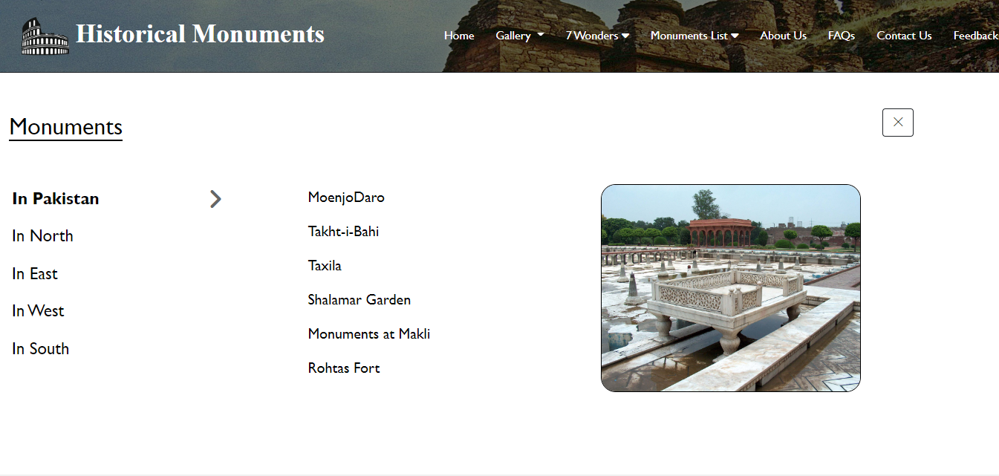 Historical Monuments
Home Gallery 7 Wonders Monuments List About Us FAQs Contact Us Feedback
Monuments
In Pakistan
In North
In East
In West
In South
MoenjoDaro
Takht-i-Bahi
Taxila
Shalamar Garden
Monuments at Makli
Rohtas Fort